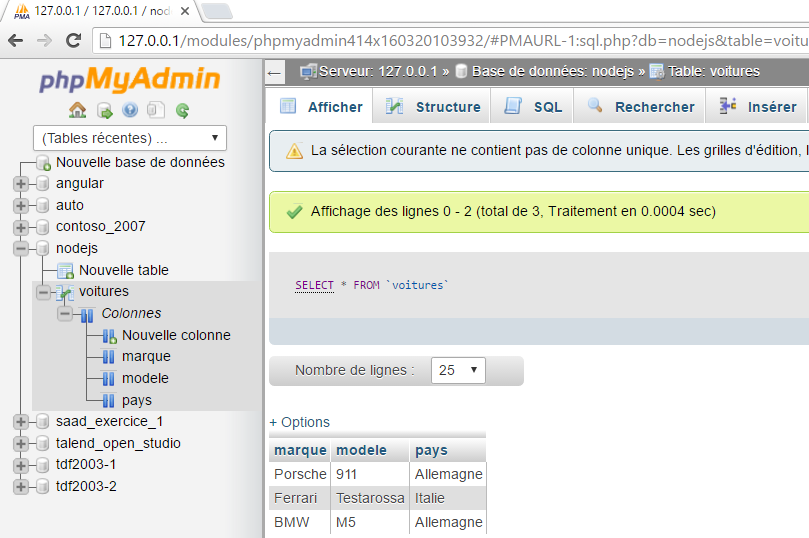 127.0.0.1 / 127.0.0.1 / nod
127.0.0.1/modules/phpmyadmin414x160320103932/#PMAURL-1:sql.php?db=nodejs&table=voitu
phpMyAdmin
(Tables récentes) ...
Nouvelle base de données
angular
auto
contoso_2007
nodejs
Nouvelle table
voitures
Colonnes
Nouvelle colonne
marque
modele
pays
saad_exercice_1
talend_open_studio
tdf2003-1
tdf2003-2
Serveur: 127.0.0.1 » Base de données: nodejs » Table: voitures
Afficher Structure SQL Rechercher Insérer
La sélection courante ne contient pas de colonne unique. Les grilles d'édition, l
Affichage des lignes 0 - 2 (total de 3, Traitement en 0.0004 sec)
SELECT * FROM `voitures`
Nombre de lignes : 25
+ Options
marque modele pays
Porsche 911 Allemagne
Ferrari Testarossa Italie
BMW M5 Allemagne